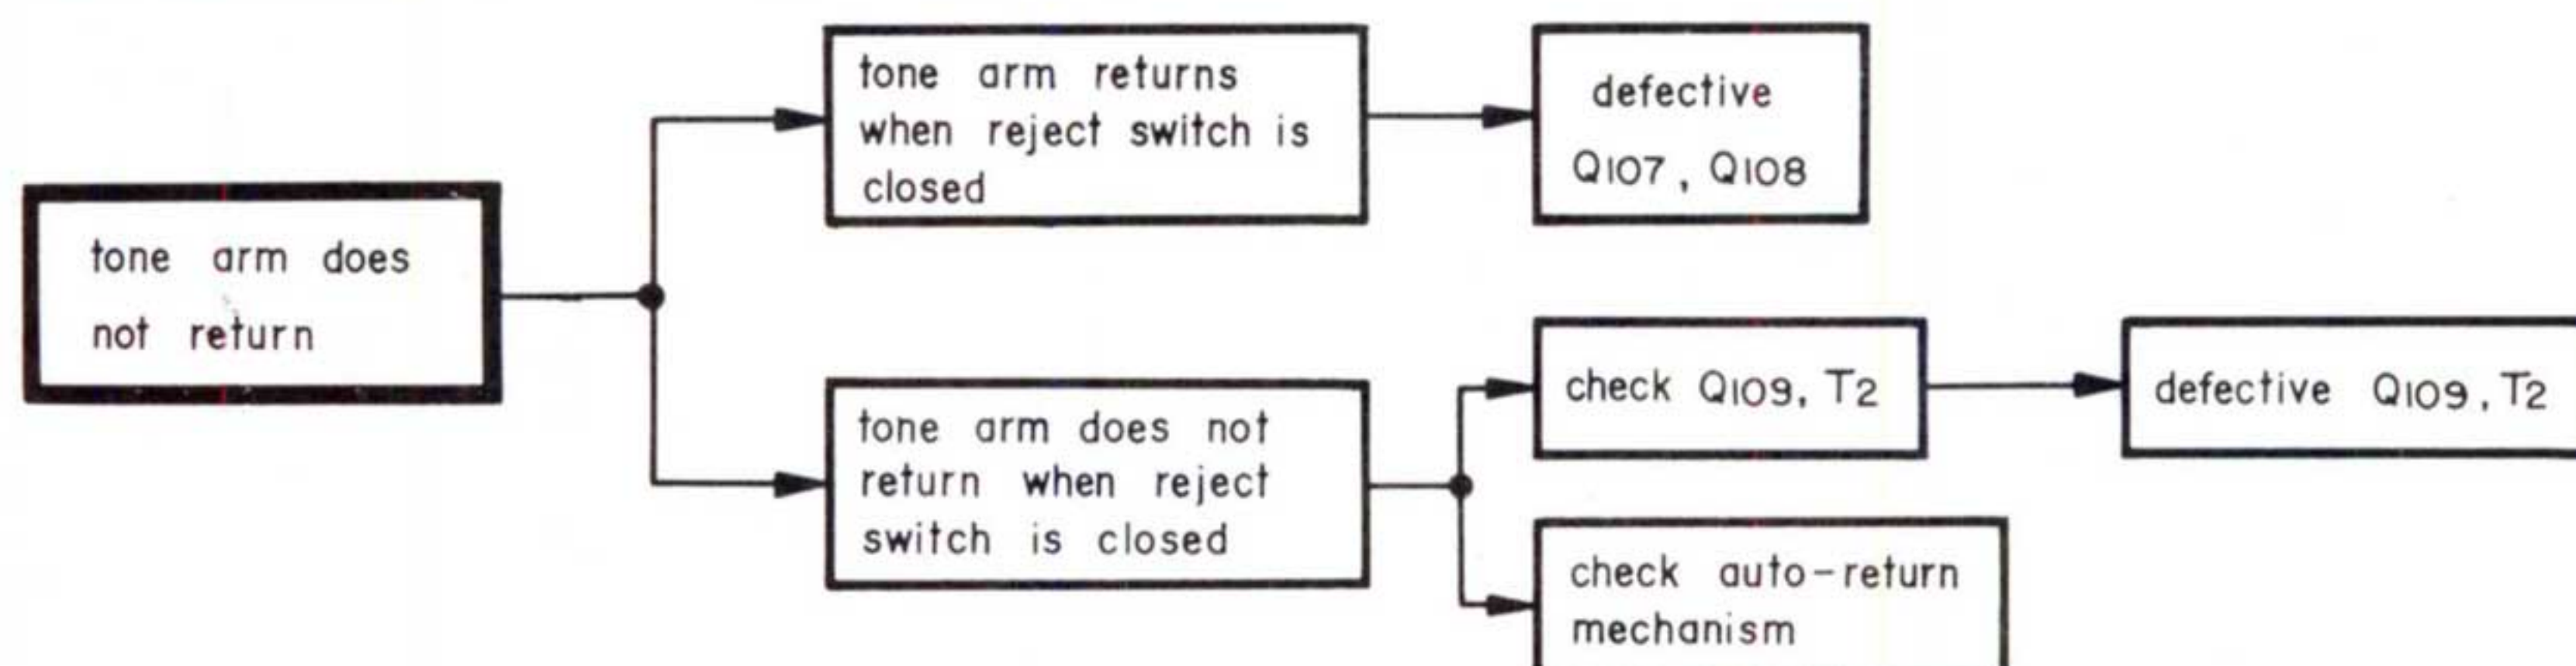 tone arm does
not return
tone arm returns
when reject switch is
closed
defective
Q107, Q108
tone arm does not
return when reject
switch is closed
check Q109, T2
defective Q109, T2
check auto-return
mechanism